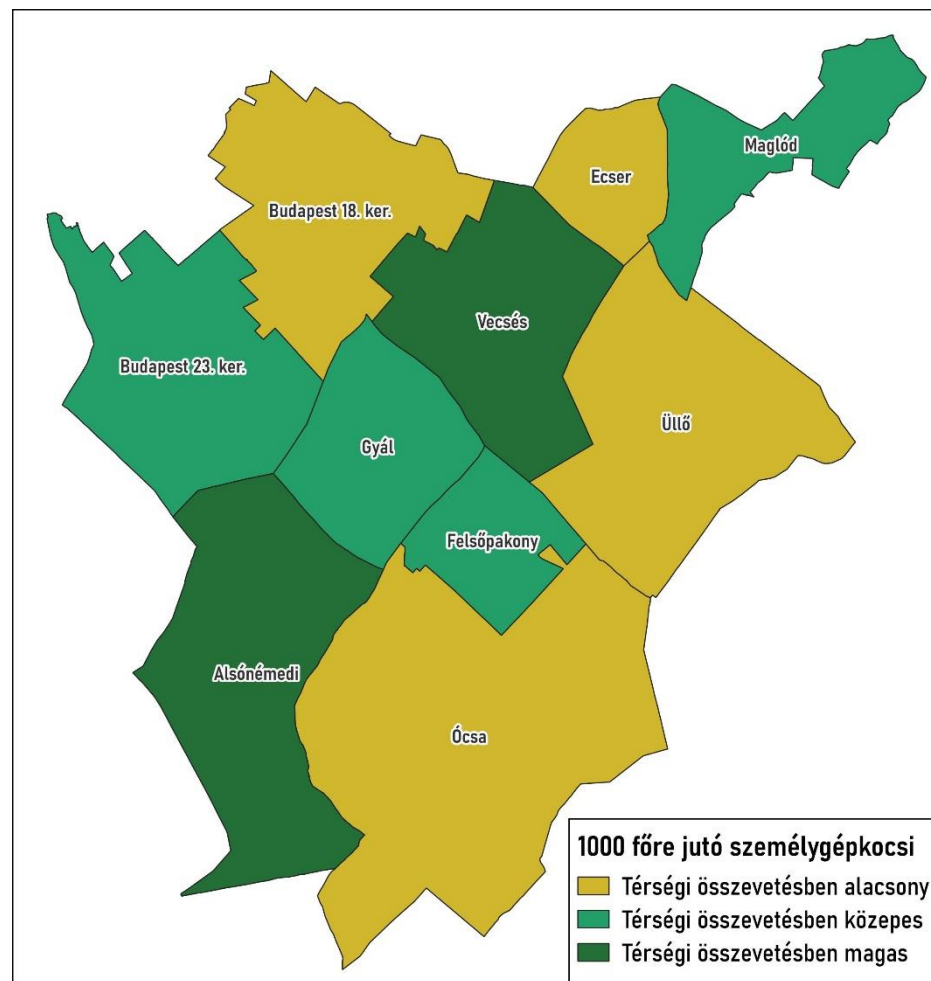 Maglód
Ecser
Budapest 18. ker.
Vecsés
Budapest 23. ker.
Üllő
Gyál
Felsőpakony
Alsónémedi
Ócsa
1000 főre jutó személygépkocsi
Térségi összevetésben alacsony
Térségi összevetésben közepes
Térségi összevetésben magas